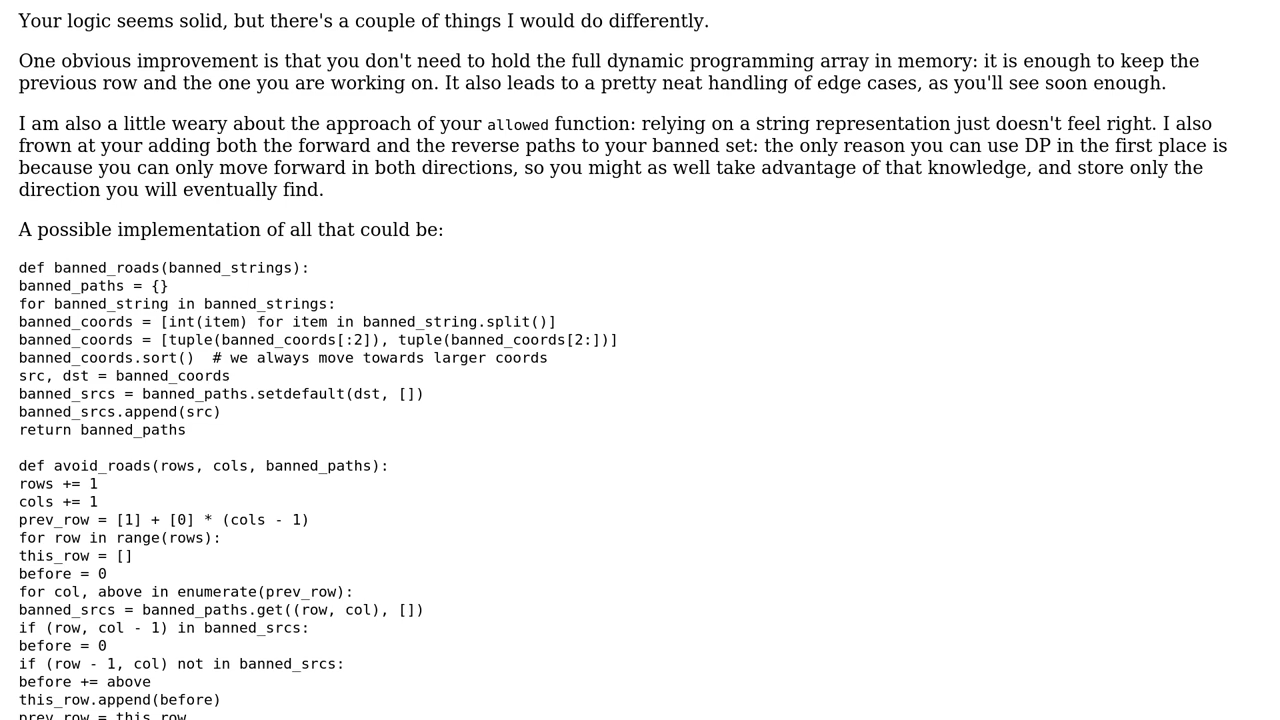 Your logic seems solid, but there's a couple of things I would do differently.
One obvious improvement is that you don't need to hold the full dynamic programming array in memory: it is enough to keep the
previous row and the one you are working on. It also leads to a pretty neat handling of edge cases, as you'll see soon enough.
I am also a little weary about the approach of your allowed function: relying on a string representation just doesn't feel right. I also
frown at your adding both the forward and the reverse paths to your banned set: the only reason you can use DP in the first place is
because you can only move forward in both directions, so you might as well take advantage of that knowledge, and store only the
direction you will eventually find.
A possible implementation of all that could be:
def banned_roads(banned_strings):
banned_paths = {}
for banned_string in banned_strings:
banned_coords = [int(item) for item in banned_string.split()]
banned_coords = [tuple(banned_coords[:2]), tuple(banned_coords[2:])]
banned_coords.sort()  # we always move towards larger coords
src, dst = banned_coords
banned_srcs = banned_paths.setdefault(dst, [])
banned_srcs.append(src)
return banned_paths
def avoid_roads(rows, cols, banned_paths):
rows += 1
cols += 1
prev_row = [1] + [0] * (cols - 1)
for row in range(rows):
this_row = []
before = 0
for col, above in enumerate(prev_row):
banned_srcs = banned_paths.get((row, col), [])
if (row, col - 1) in banned_srcs:
before = 0
if (row - 1, col) not in banned_srcs:
before += above
this_row.append(before)
prev_row = this_row